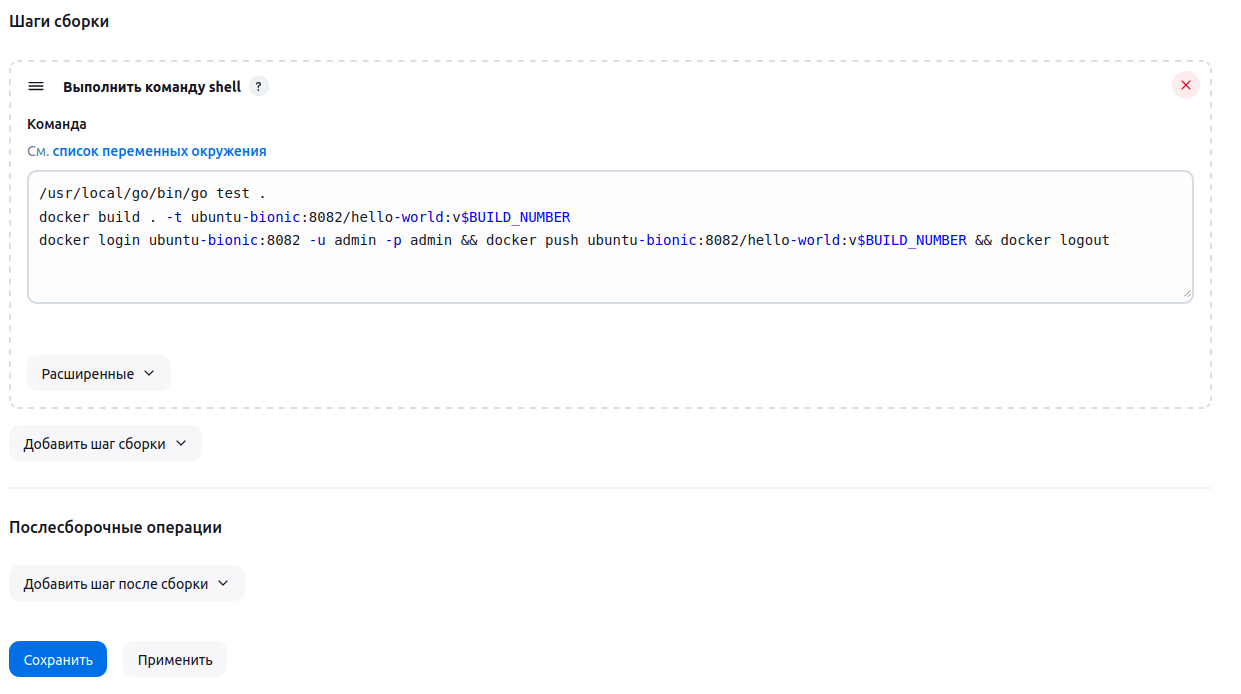 Шаги сборки
Выполнить команду shell ?
Команда
См. список переменных окружения
/usr/local/go/bin/go test .
docker build . -t ubuntu-bionic:8082/hello-world:v$BUILD_NUMBER
docker login ubuntu-bionic:8082 -u admin -p admin && docker push ubuntu-bionic:8082/hello-world:v$BUILD_NUMBER && docker logout
Расширенные
Добавить шаг сборки
Послесборочные операции
Добавить шаг после сборки
Сохранить Применить